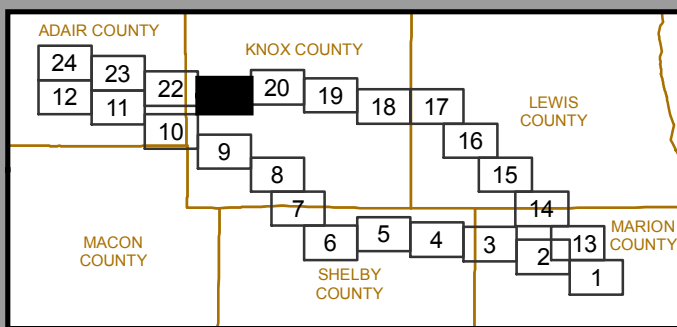 ADAIR COUNTY
KNOX COUNTY
24
23
22
20
19
18
17
12
11
10
LEWIS
COUNTY
16
9
15
8
14
7
MARION
COUNTY
MACON
COUNTY
6
5
4
3
2
13
1
SHELBY
COUNTY